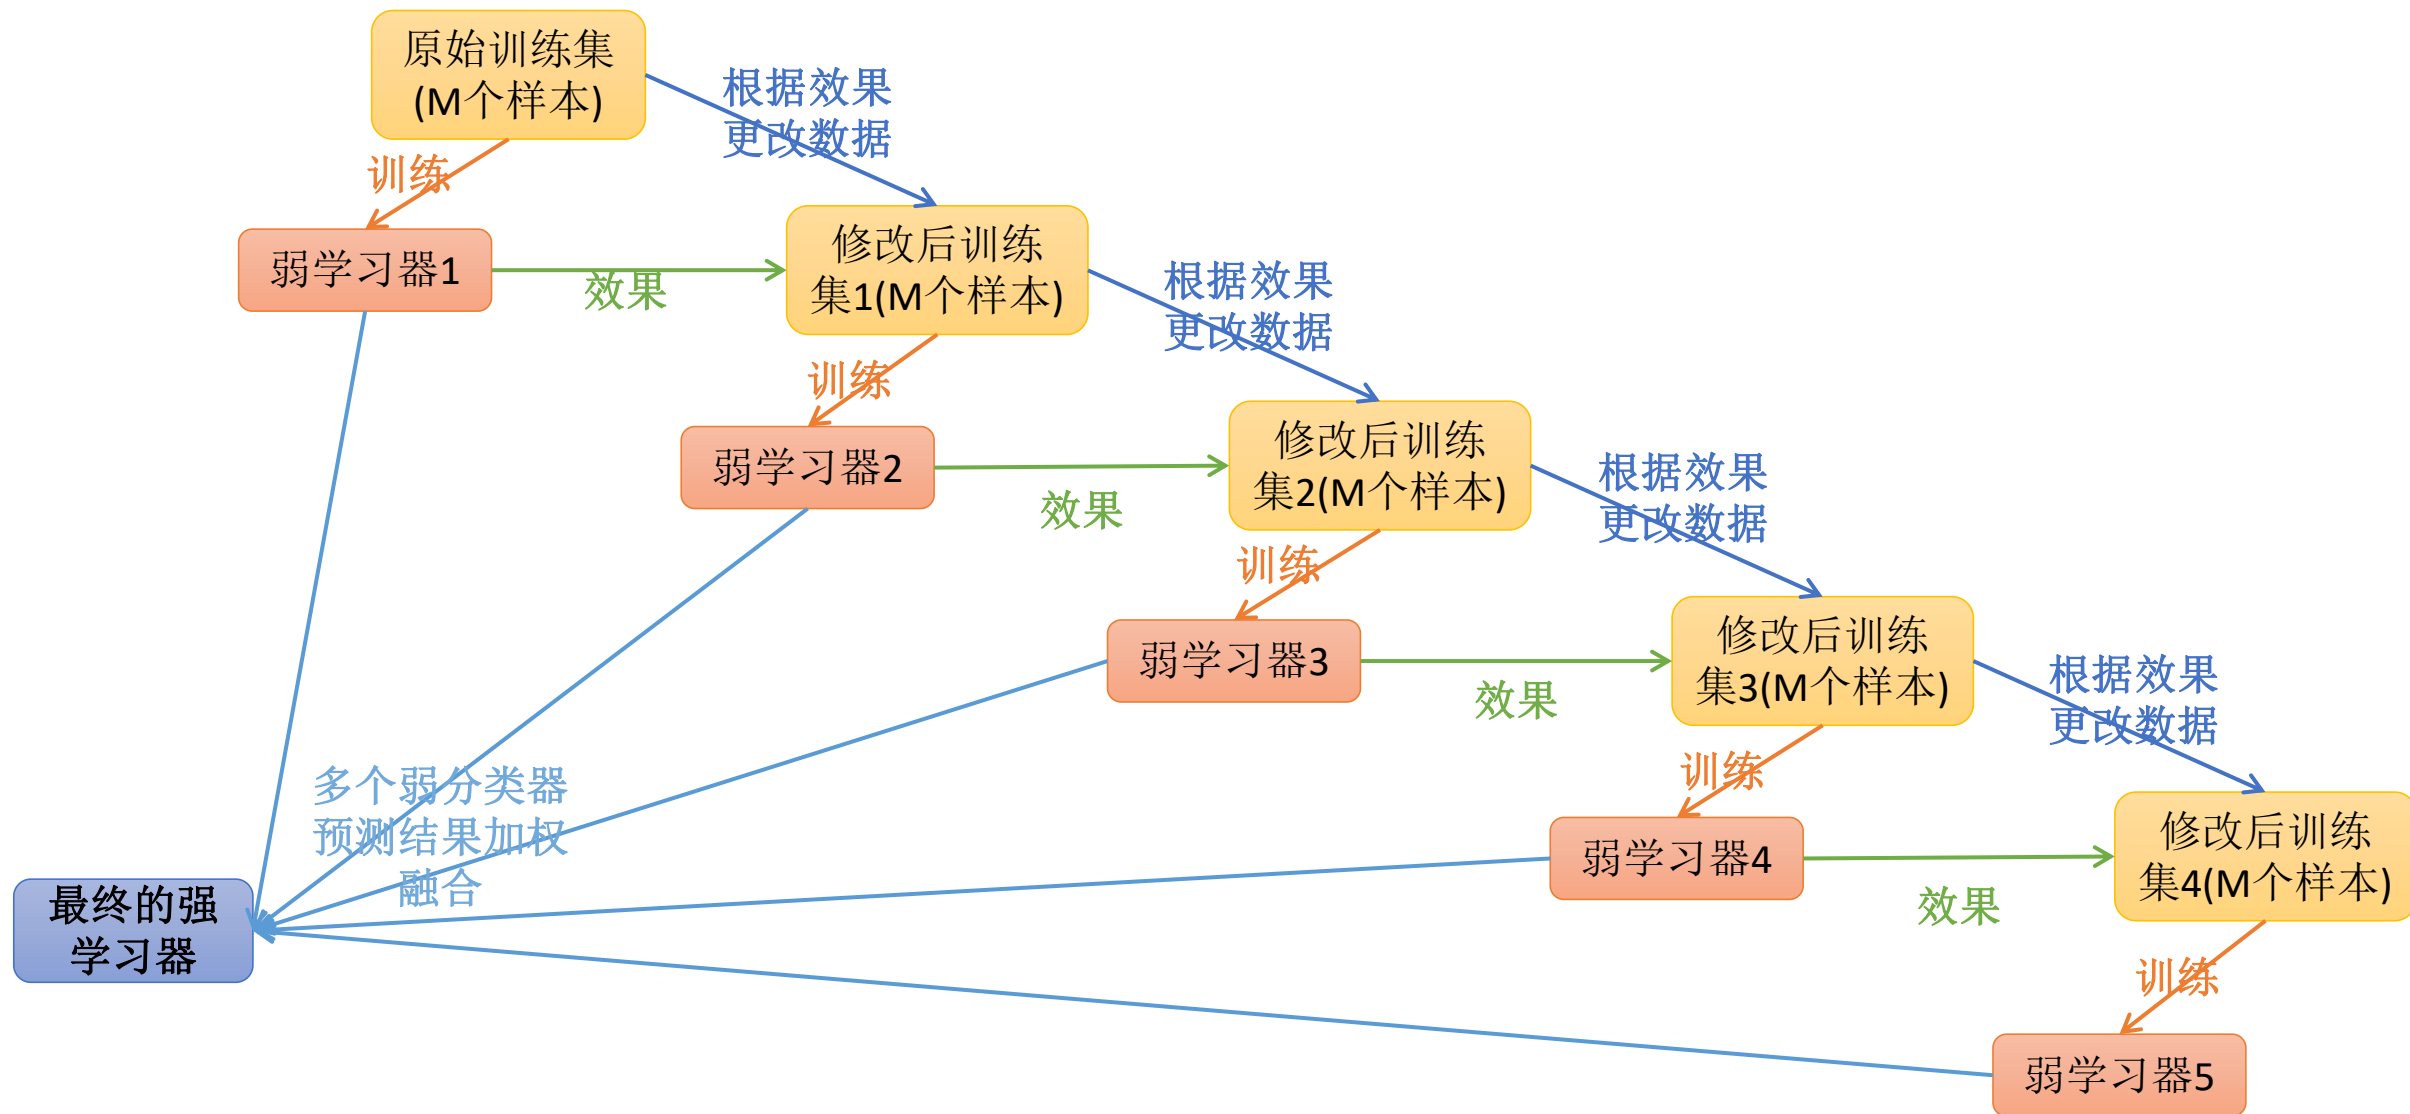 原始训练集
(M个样本)
根据效果
更改数据
训练
弱学习器1
效果
修改后训练
集1(M个样本)
根据效果
更改数据
训练
弱学习器2
效果
修改后训练
集2(M个样本)
根据效果
更改数据
训练
弱学习器3
效果
修改后训练
集3(M个样本)
根据效果
更改数据
训练
弱学习器4
效果
修改后训练
集4(M个样本)
训练
弱学习器5
多个弱分类器
预测结果加权
融合
最终的强
学习器